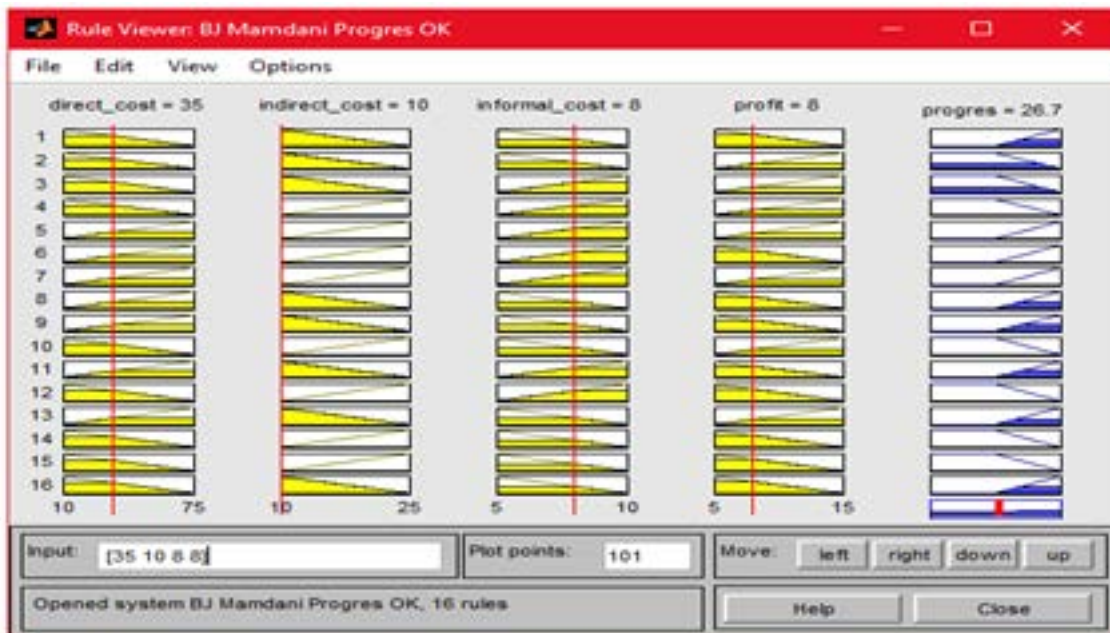 Rule Viewer: BJ Mamdani Progres OK
File Edit View Options
direct_cost = 35 indirect_cost = 10 informal_cost = 8 profit = 8 progres = 26.7
1
2
3
4
5
6
7
8
9
10
11
12
13
14
15
16
10 75 10 25 5 10 5 15
Input: [35 10 8 8] Plot points: 101 Move: left right down up
Opened system BJ Mamdani Progres OK, 16 rules Help Close